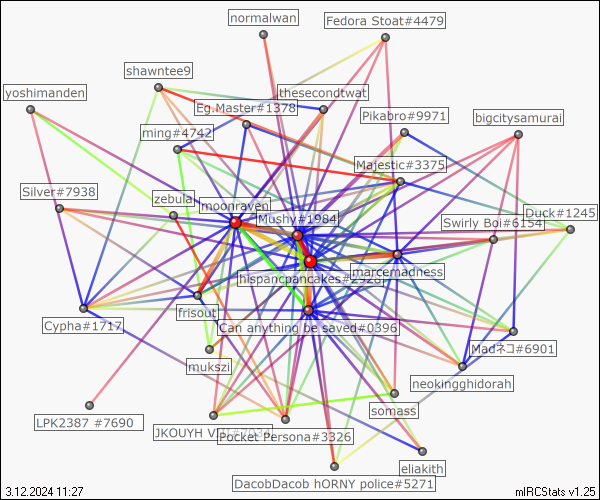 normalwan
Fedora Stoat#4479
shawntee9
yoshimanden
thesecondtwat
Eg.Master#1378
Pikabro#9971
bigcitysamurai
ming#4742
Majestic#3375
Silver#7938
zebula
moonraven
Mushy#1984
Duck#1245
Swirly Boi#6154
marcemadness
hispancpancakes#2928
frisout
Cypha#1717
Can anything be saved#0396
Madネコ#6901
mukszi
neokingghidorah
somass
LPK2387 #7690
JKOUYH
Pocket Persona#3326
eliakith
DacobDacob hORNY police#5271
3.12.2024 11:27
mIRCStats v1.25